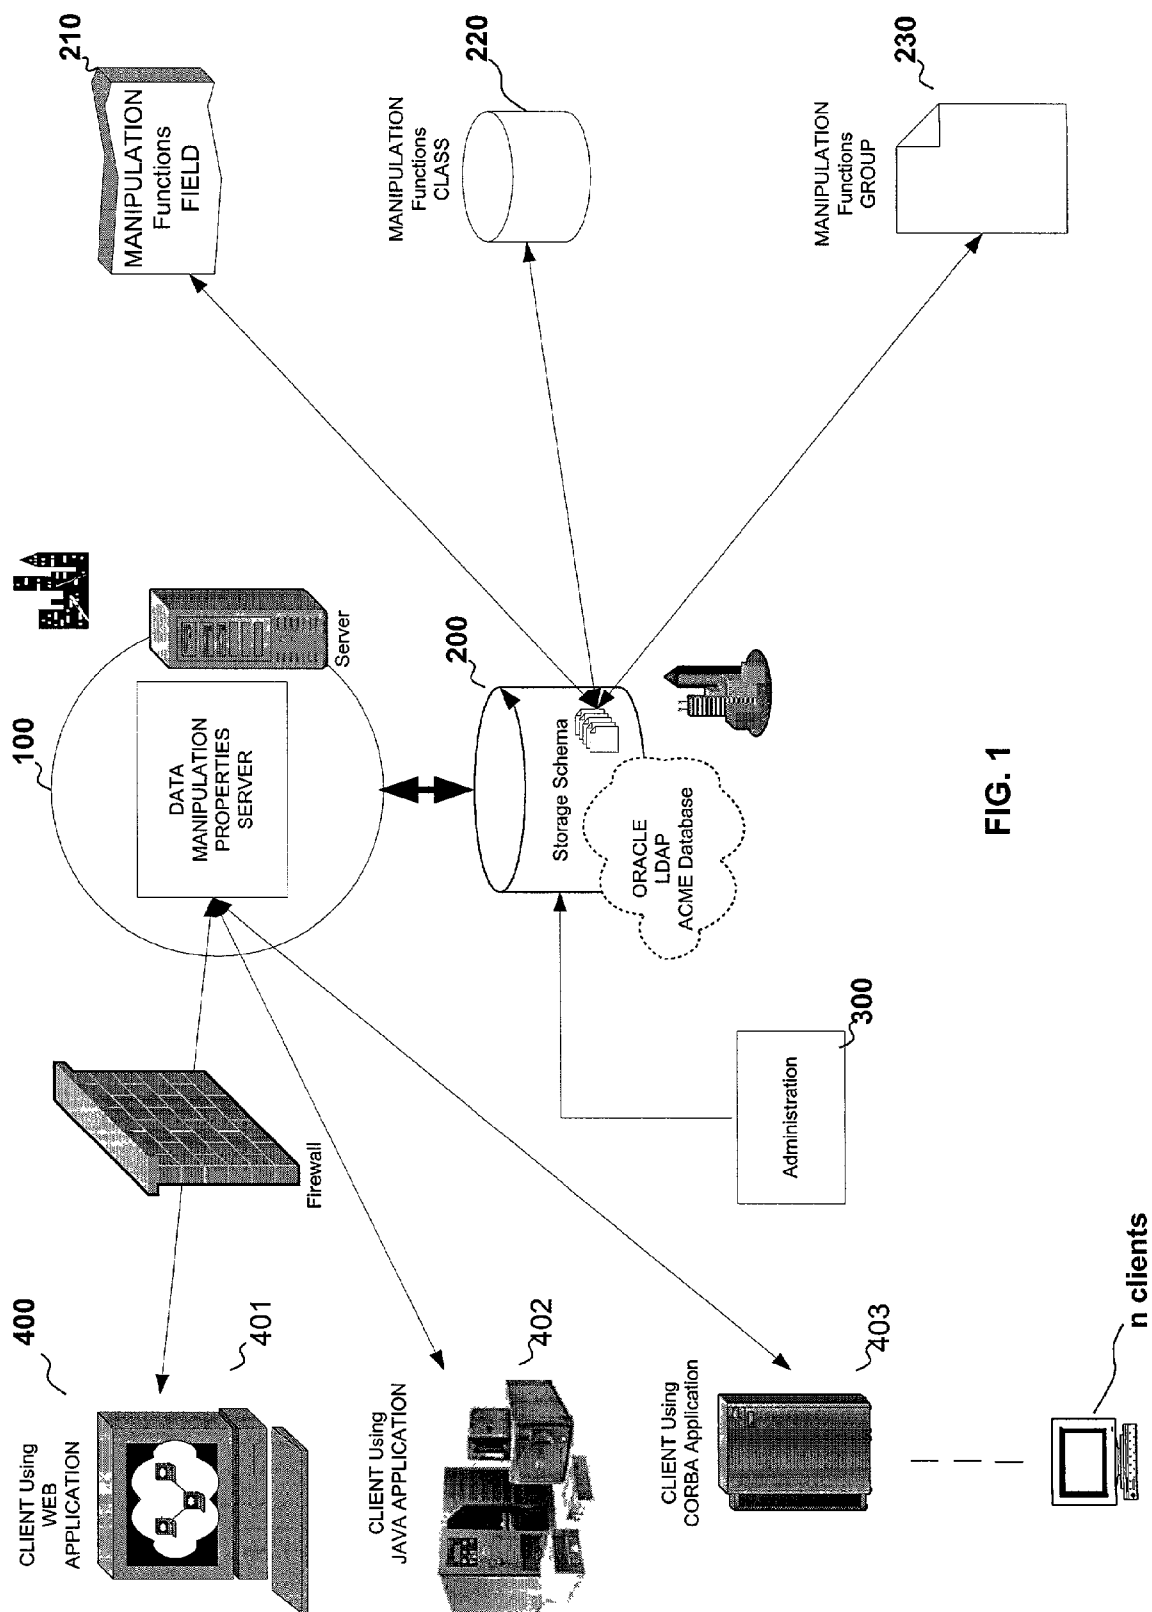 400
CLIENT Using
WEB
APPLICATION
401
Firewall
100
DATA
MANIPULATION
PROPERTIES
SERVER
Server
210
MANIPULATION
Functions
FIELD
CLIENT Using
JAVA APPLICATION
402
200
Storage Schema
ORACLE
LDAP
ACME Database
220
MANIPULATION
Functions
CLASS
CLIENT Using
CORBA Application
403
Administration
300
230
MANIPULATION
Functions
GROUP
n clients
FIG. 1